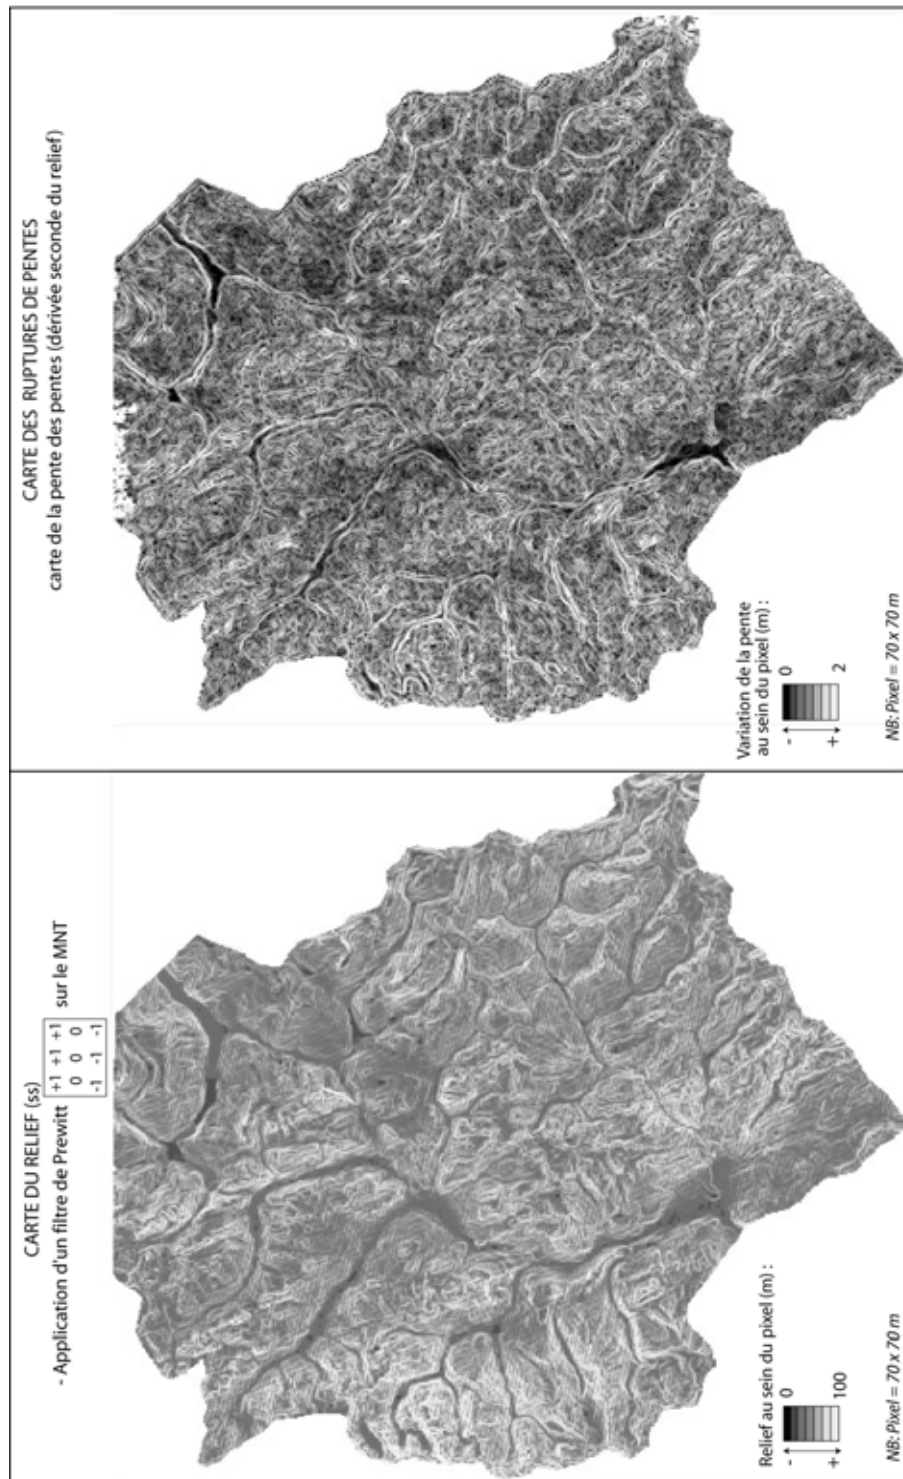 CARTE DU RELIEF (ss)
- Application d'un filtre de Prewitt
+1 +1 +1
0 0 0
-1 -1 -1
sur le MNT
Relief au sein du pixel (m) :
- 0
+ 100
NB: Pixel = 70 x 70 m
CARTE DES RUPTURES DE PENTES
carte de la pente des pentes (dérivée seconde du relief)
Variation de la pente
au sein du pixel (m) :
- 0
+ 2
NB: Pixel = 70 x 70 m